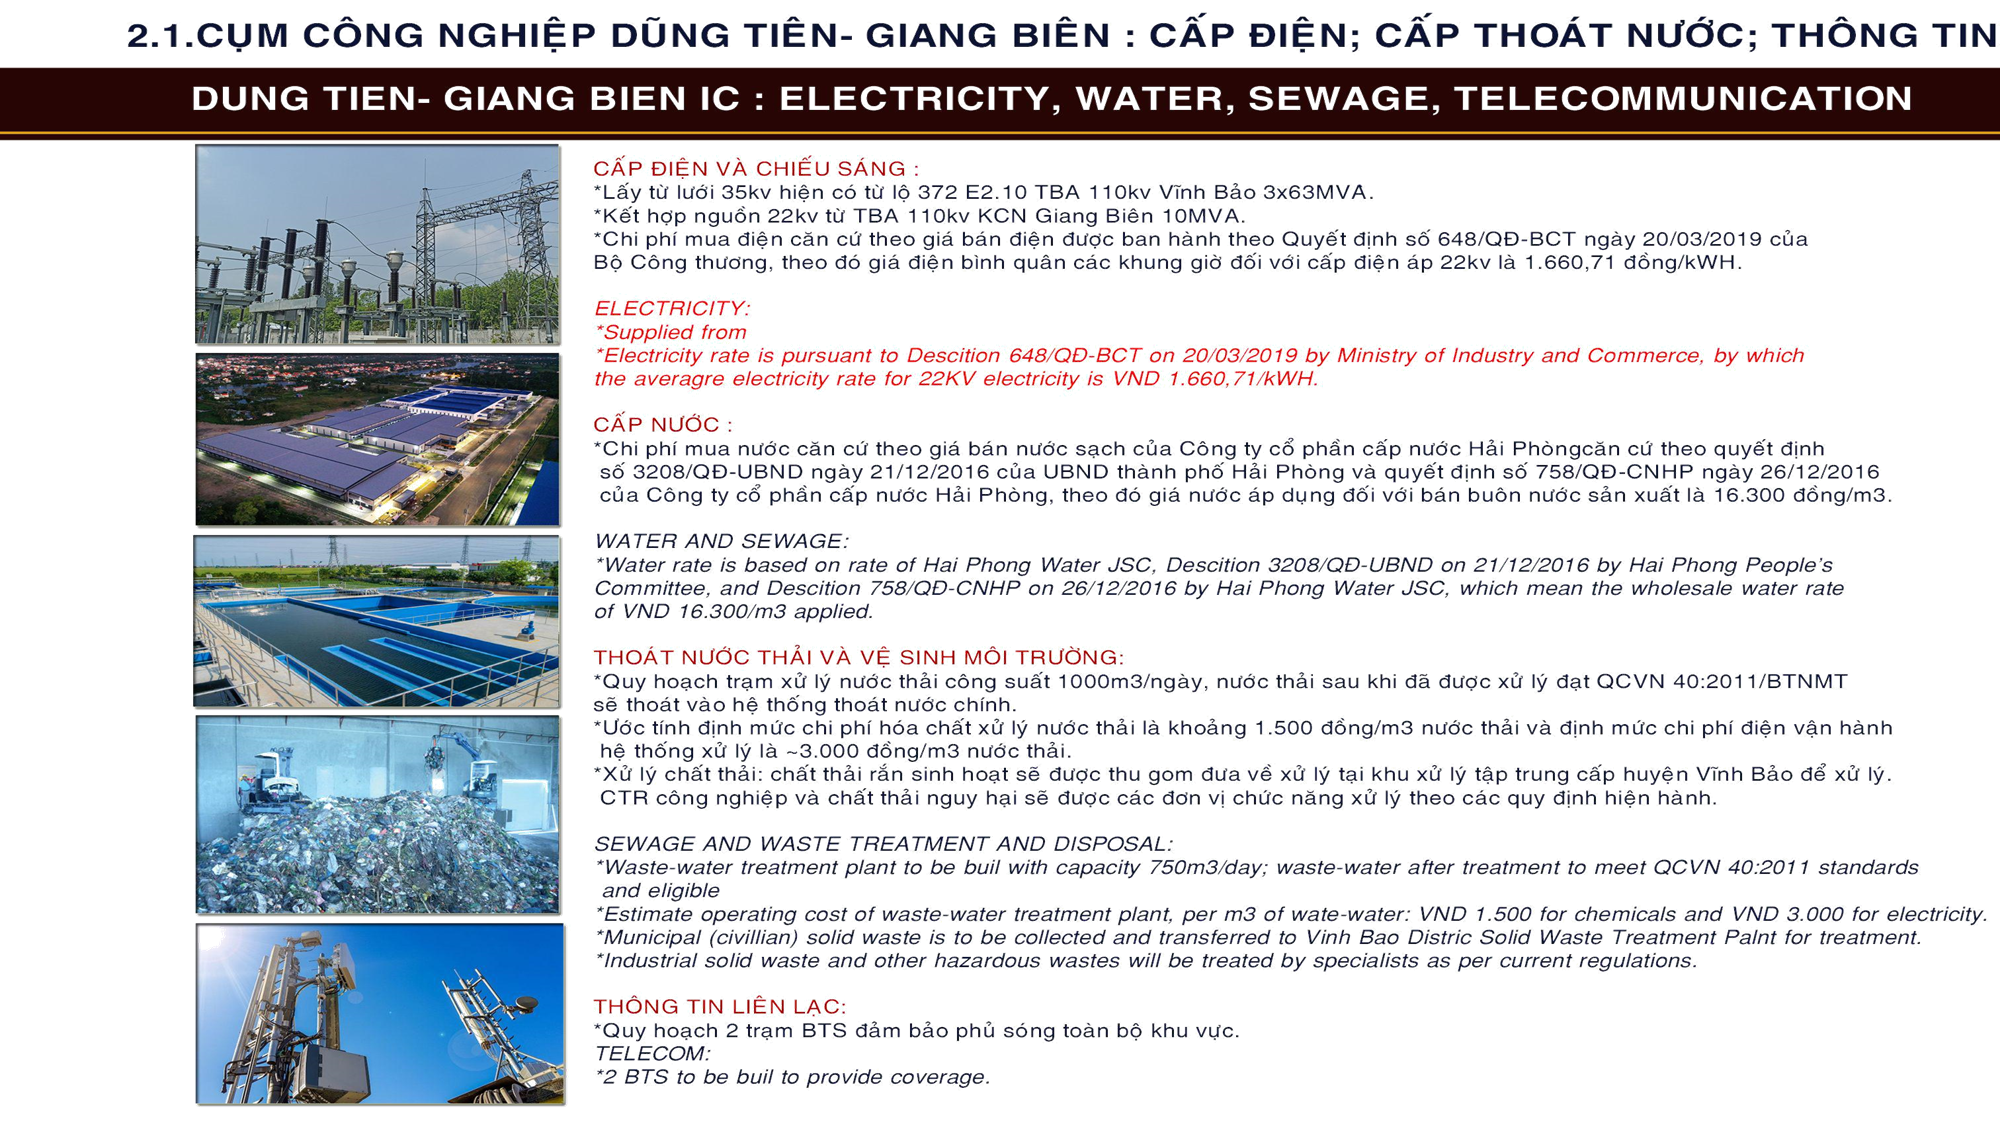 2.1.CỤM CÔNG NGHIỆP DŨNG TIÊN- GIANG BIÊN : CẤP ĐIỆN; CẤP THOÁT NƯỚC; THÔNG TIN
DUNG TIEN- GIANG BIEN IC : ELECTRICITY, WATER, SEWAGE, TELECOMMUNICATION
CẤP ĐIỆN VÀ CHIẾU SÁNG :
*Lấy từ lưới 35kv hiện có từ lộ 372 E2.10 TBA 110kv Vĩnh Bảo 3x63MVA.
*Kết hợp nguồn 22kv từ TBA 110kv KCN Giang Biên 10MVA.
*Chi phí mua điện căn cứ theo giá bán điện được ban hành theo Quyết định số 648/QĐ-BCT ngày 20/03/2019 của
Bộ Công thương, theo đó giá điện bình quân các khung giờ đối với cấp điện áp 22kv là 1.660,71 đồng/kWH.
ELECTRICITY:
*Supplied from
*Electricity rate is pursuant to Descition 648/QĐ-BCT on 20/03/2019 by Ministry of Industry and Commerce, by which
the averagre electricity rate for 22KV electricity is VND 1.660,71/kWH.
CẤP NƯỚC :
*Chi phí mua nước căn cứ theo giá bán nước sạch của Công ty cổ phần cấp nước Hải Phòngcăn cứ theo quyết định
số 3208/QĐ-UBND ngày 21/12/2016 của UBND thành phố Hải Phòng và quyết định số 758/QĐ-CNHP ngày 26/12/2016
của Công ty cổ phần cấp nước Hải Phòng, theo đó giá nước áp dụng đối với bán buôn nước sản xuất là 16.300 đồng/m3.
WATER AND SEWAGE:
*Water rate is based on rate of Hai Phong Water JSC, Descition 3208/QĐ-UBND on 21/12/2016 by Hai Phong People's
Committee, and Descition 758/QĐ-CNHP on 26/12/2016 by Hai Phong Water JSC, which mean the wholesale water rate
of VND 16.300/m3 applied.
THOÁT NƯỚC THẢI VÀ VỆ SINH MÔI TRƯỜNG:
*Quy hoạch trạm xử lý nước thải công suất 1000m3/ngày, nước thải sau khi đã được xử lý đạt QCVN 40:2011/BTNMT
sẽ thoát vào hệ thống thoát nước chính.
*Ước tính định mức chi phí hóa chất xử lý nước thải là khoảng 1.500 đồng/m3 nước thải và định mức chi phí điện vận hành
hệ thống xử lý là ~3.000 đồng/m3 nước thải.
*Xử lý chất thải: chất thải rắn sinh hoạt sẽ được thu gom đưa về xử lý tại khu xử lý tập trung cấp huyện Vĩnh Bảo để xử lý.
CTR công nghiệp và chất thải nguy hại sẽ được các đơn vị chức năng xử lý theo các quy định hiện hành.
SEWAGE AND WASTE TREATMENT AND DISPOSAL:
*Waste-water treatment plant to be buil with capacity 750m3/day; waste-water after treatment to meet QCVN 40:2011 standards
and eligible
*Estimate operating cost of waste-water treatment plant, per m3 of wate-water: VND 1.500 for chemicals and VND 3.000 for electricity.
*Municipal (civillian) solid waste is to be collected and transferred to Vinh Bao Distric Solid Waste Treatment Palnt for treatment.
*Industrial solid waste and other hazardous wastes will be treated by specialists as per current regulations.
THÔNG TIN LIÊN LẠC:
*Quy hoạch 2 trạm BTS đảm bảo phủ sóng toàn bộ khu vực.
TELECOM:
*2 BTS to be buil to provide coverage.